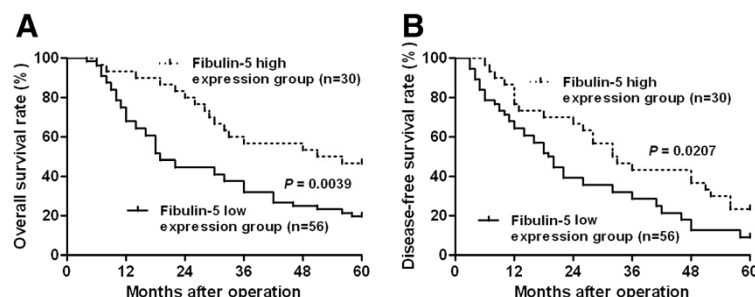 A
Overall survival rate (%)
100
80
60
40
20
0
Fibulin-5 high
expression group (n=30)
P = 0.0039
Fibulin-5 low
expression group (n=56)
0 12 24 36 48 60
Months after operation
B
Disease-free survival rate (%)
100
80
60
40
20
0
Fibulin-5 high
expression group (n=30)
P = 0.0207
Fibulin-5 low
expression group (n=56)
0 12 24 36 48 60
Months after operation